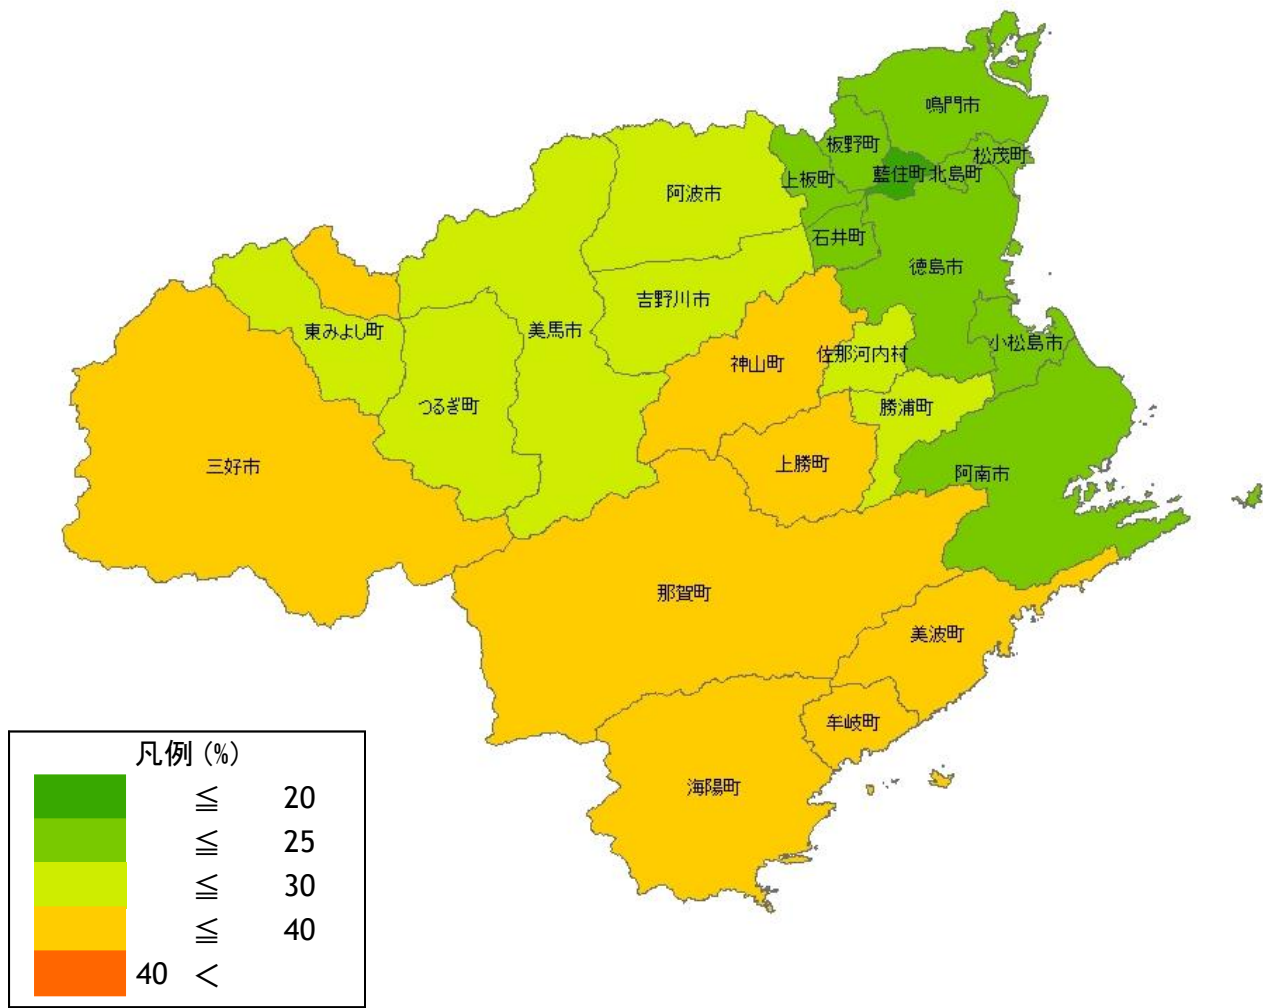 鳴門市
板野町
松茂町
藍住町
北島町
上板町
阿波市
石井町
徳島市
吉野川市
東みよし町
美馬市
小松島市
佐那河内村
神山町
つるぎ町
勝浦町
三好市
上勝町
阿南市
那賀町
美波町
牟岐町
海陽町
凡例 (%)
≦ 20
≦ 25
≦ 30
≦ 40
40 <